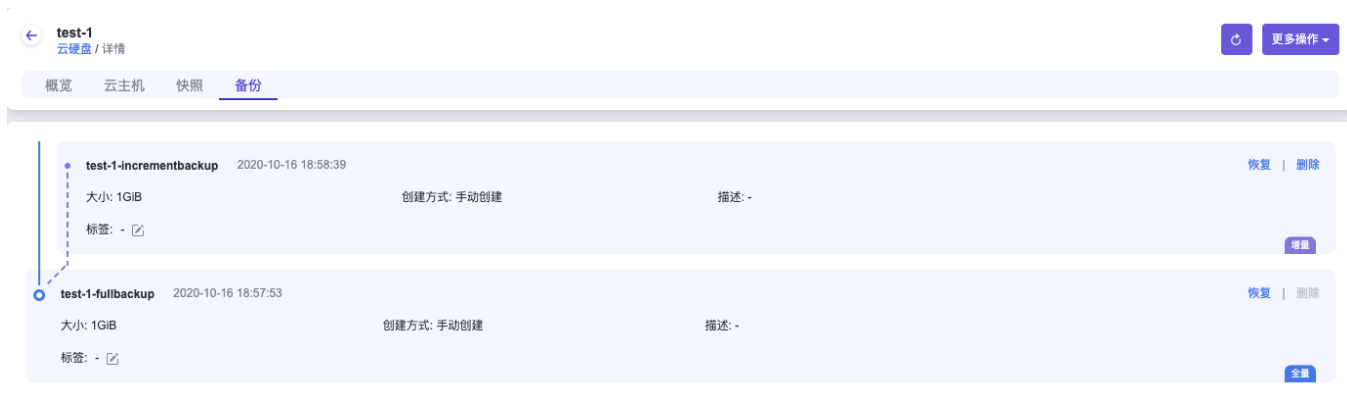 test-1
云硬盘 / 详情
更多操作
概览 云主机 快照 备份
test-1-incrementbackup 2020-10-16 18:58:39 恢复 | 删除
大小: 1GiB 创建方式: 手动创建 描述: -
标签: -
增量
test-1-fullbackup 2020-10-16 18:57:53 恢复 | 删除
大小: 1GiB 创建方式: 手动创建 描述: -
标签: -
全量